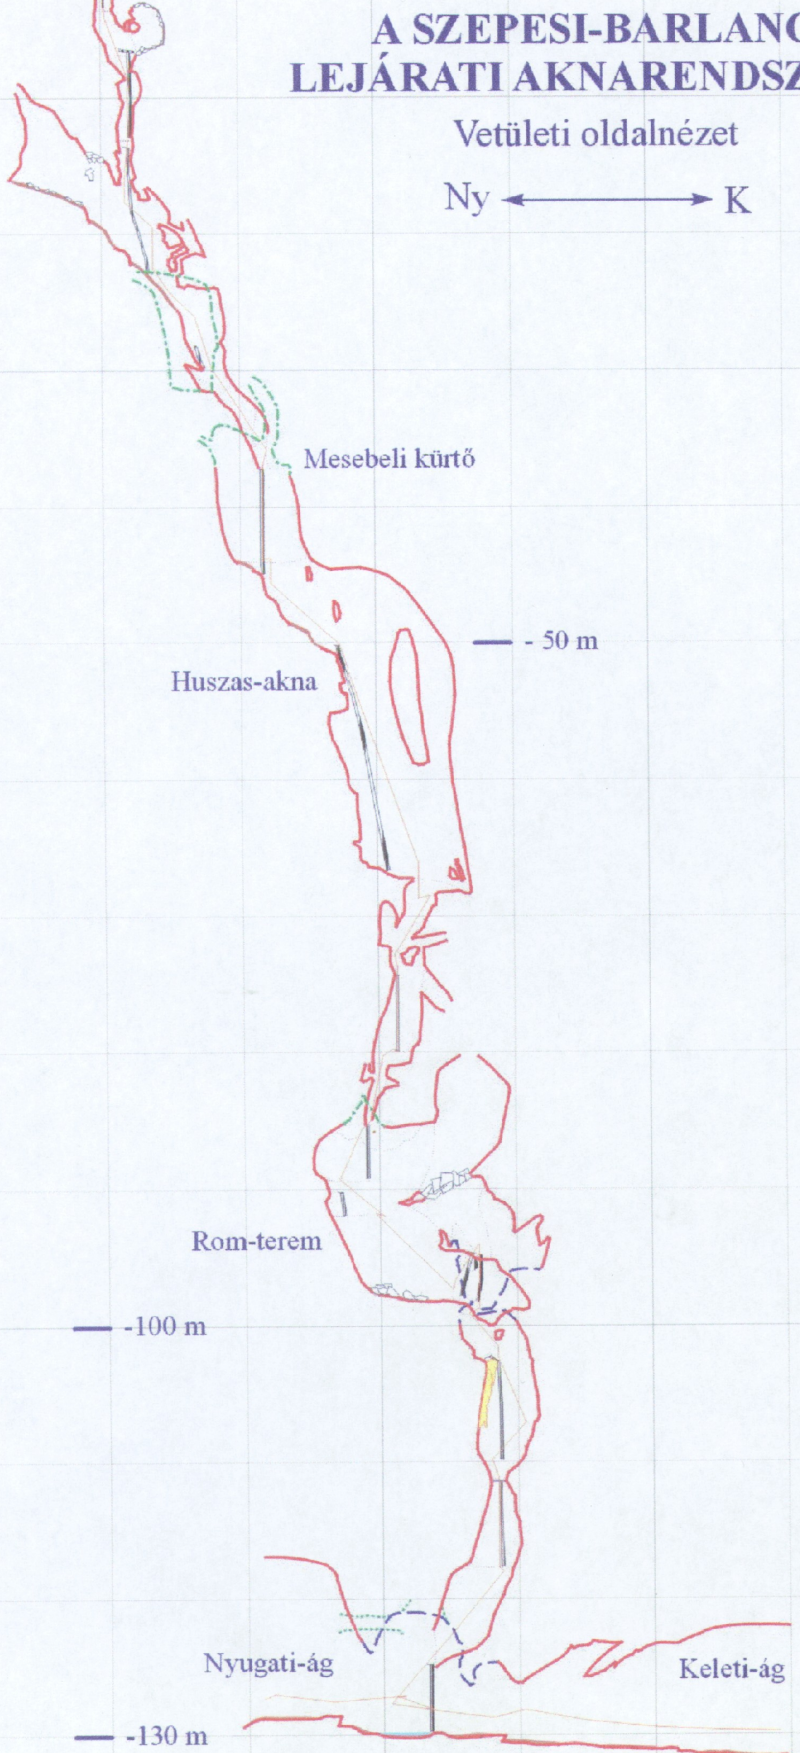 A SZEPESI-BARLANG
LEJÁRATI AKNARENDSZ
Vetületi oldalnézet
Ny K
Mesebeli kürtő
- 50 m
Huszas-akna
Rom-terem
-100 m
Nyugati-ág
Keleti-ág
-130 m